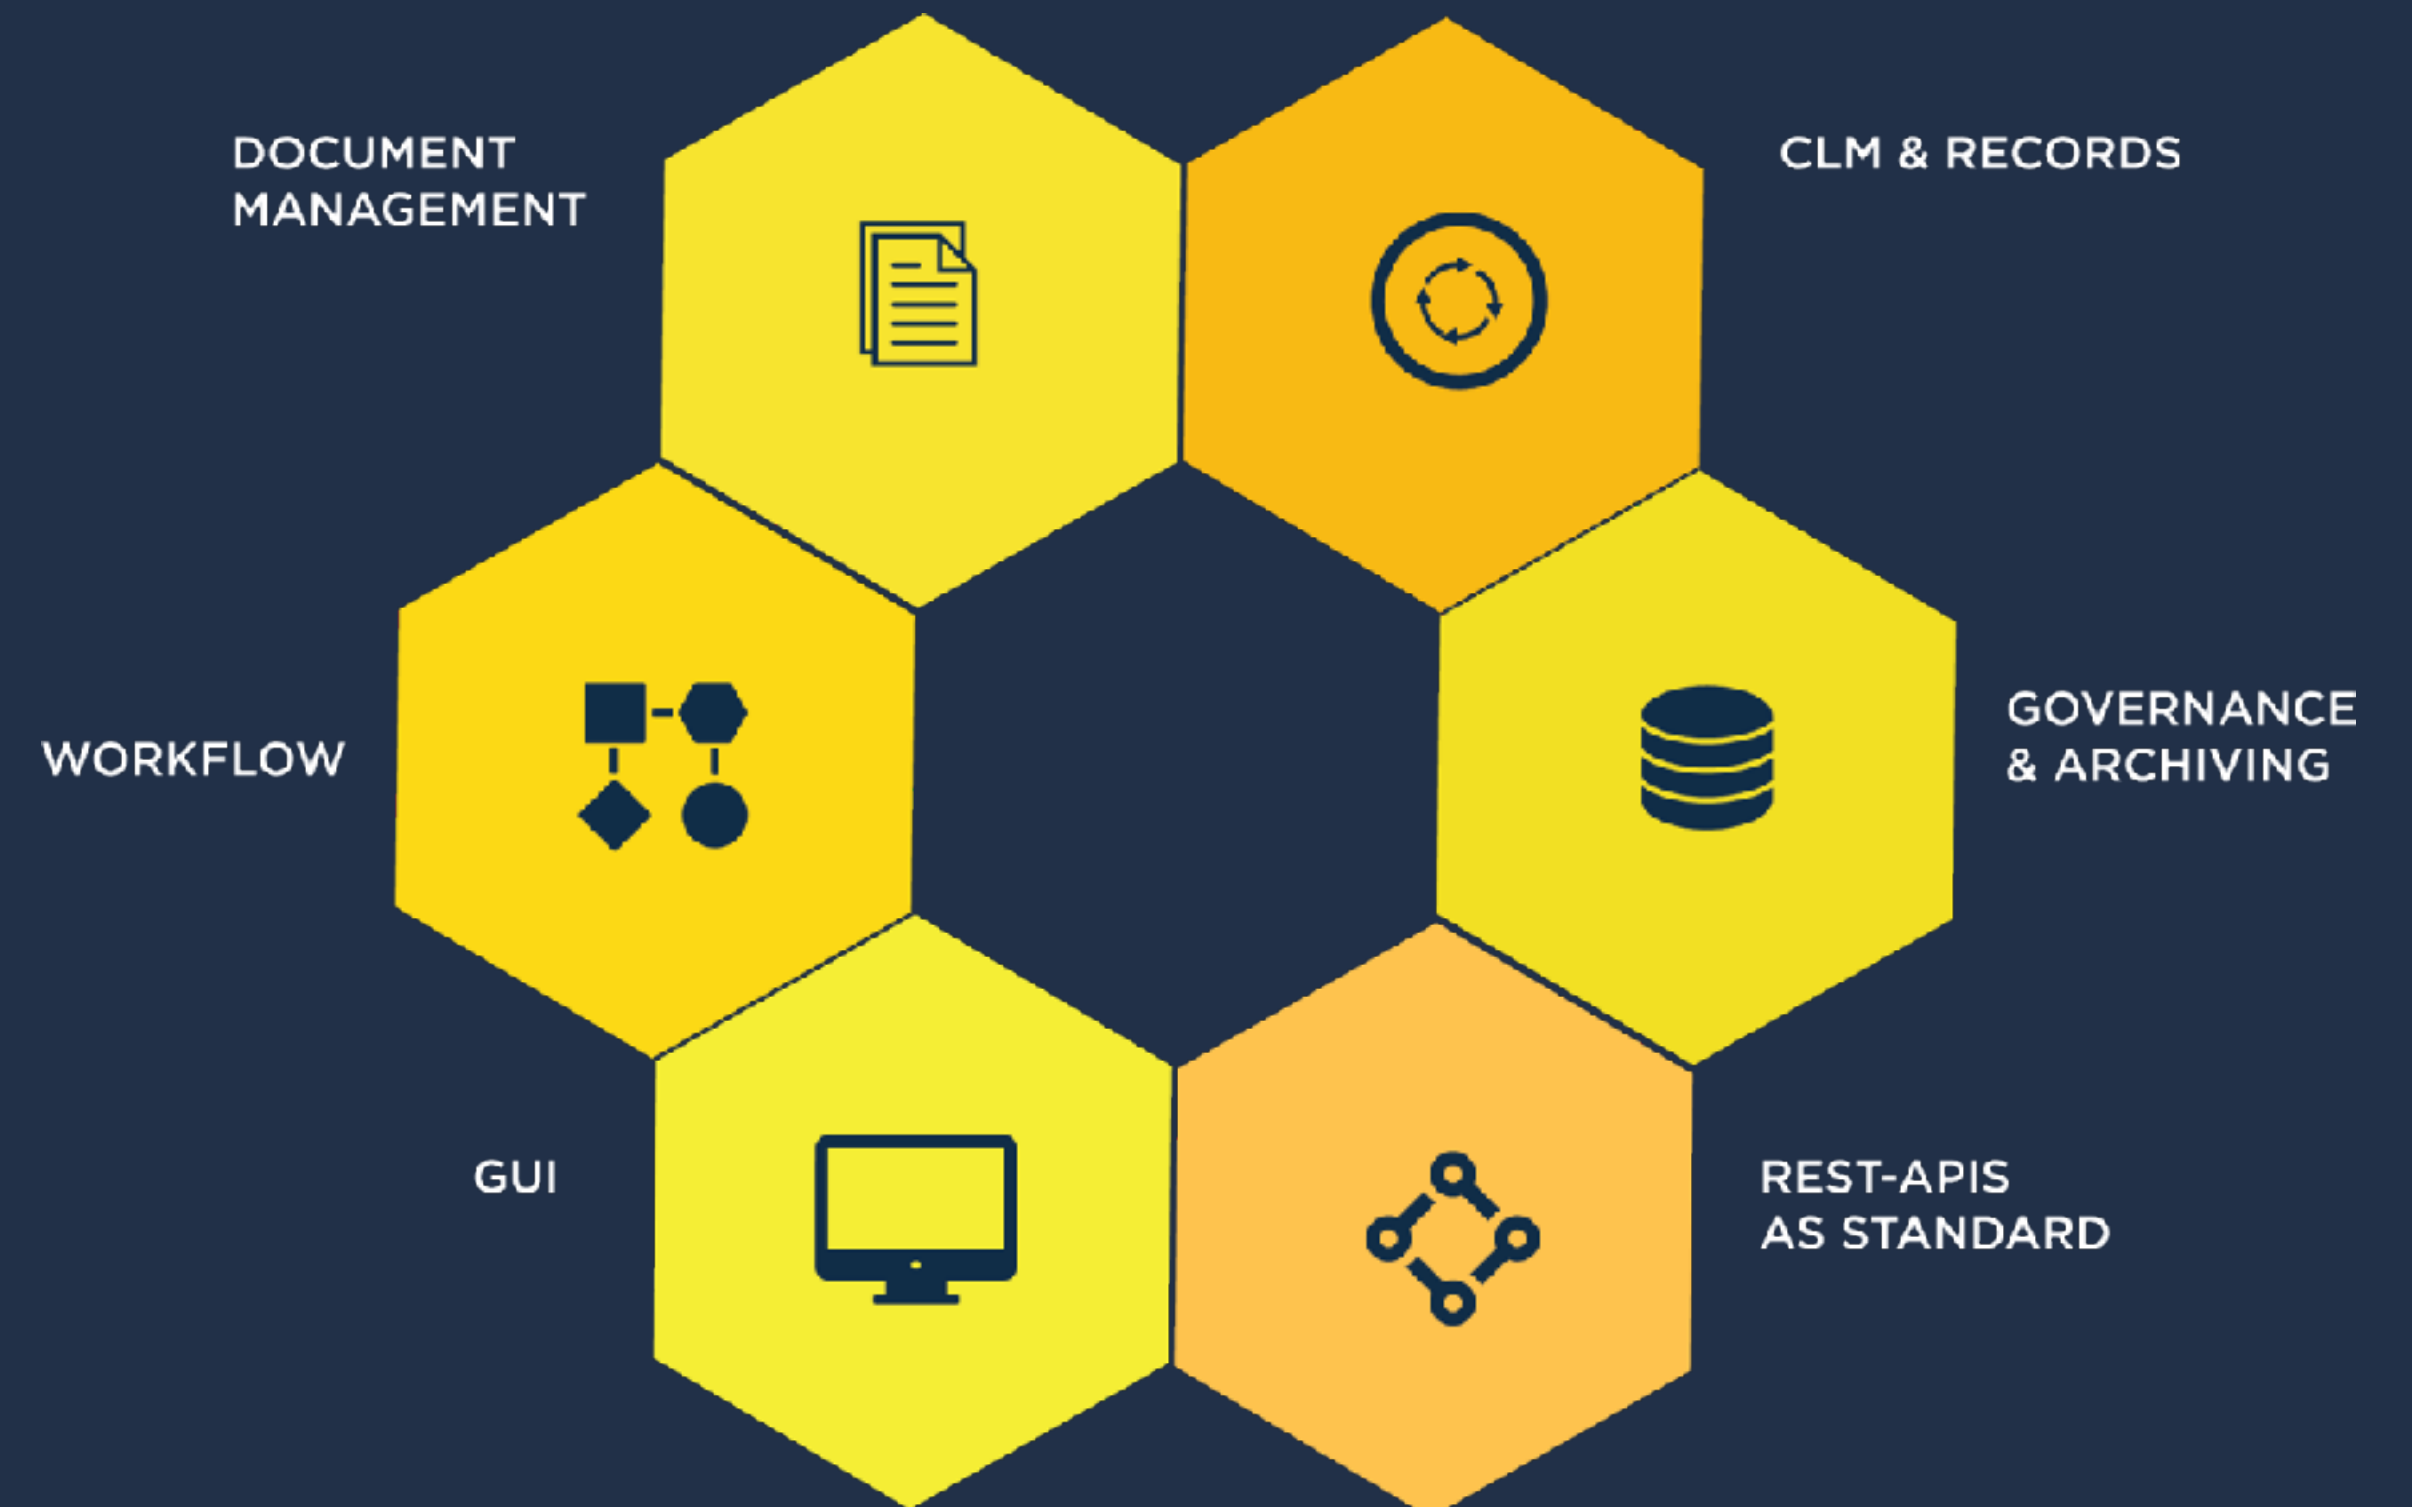 DOCUMENT
MANAGEMENT
CLM & RECORDS
WORKFLOW
GOVERNANCE
& ARCHIVING
GUI
REST-APIS
AS STANDARD